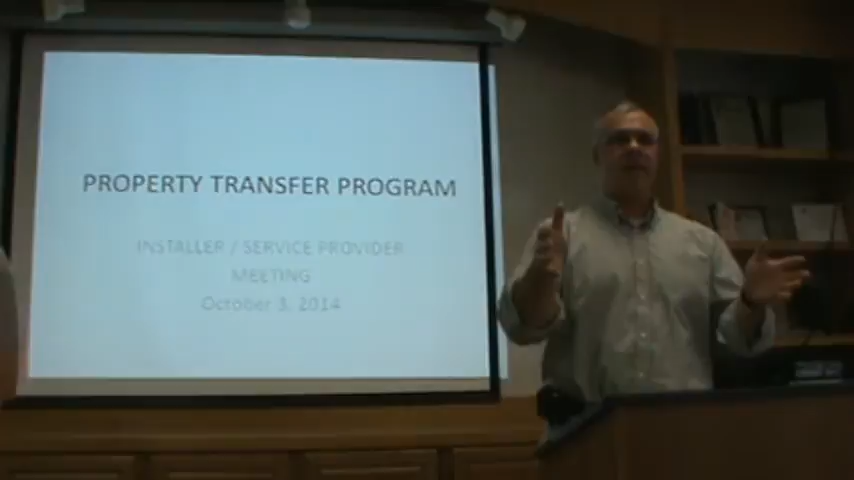 PROPERTY TRANSFER PROGRAM
INSTALLER / SERVICE PROVIDER
MEETING
October 3, 2014